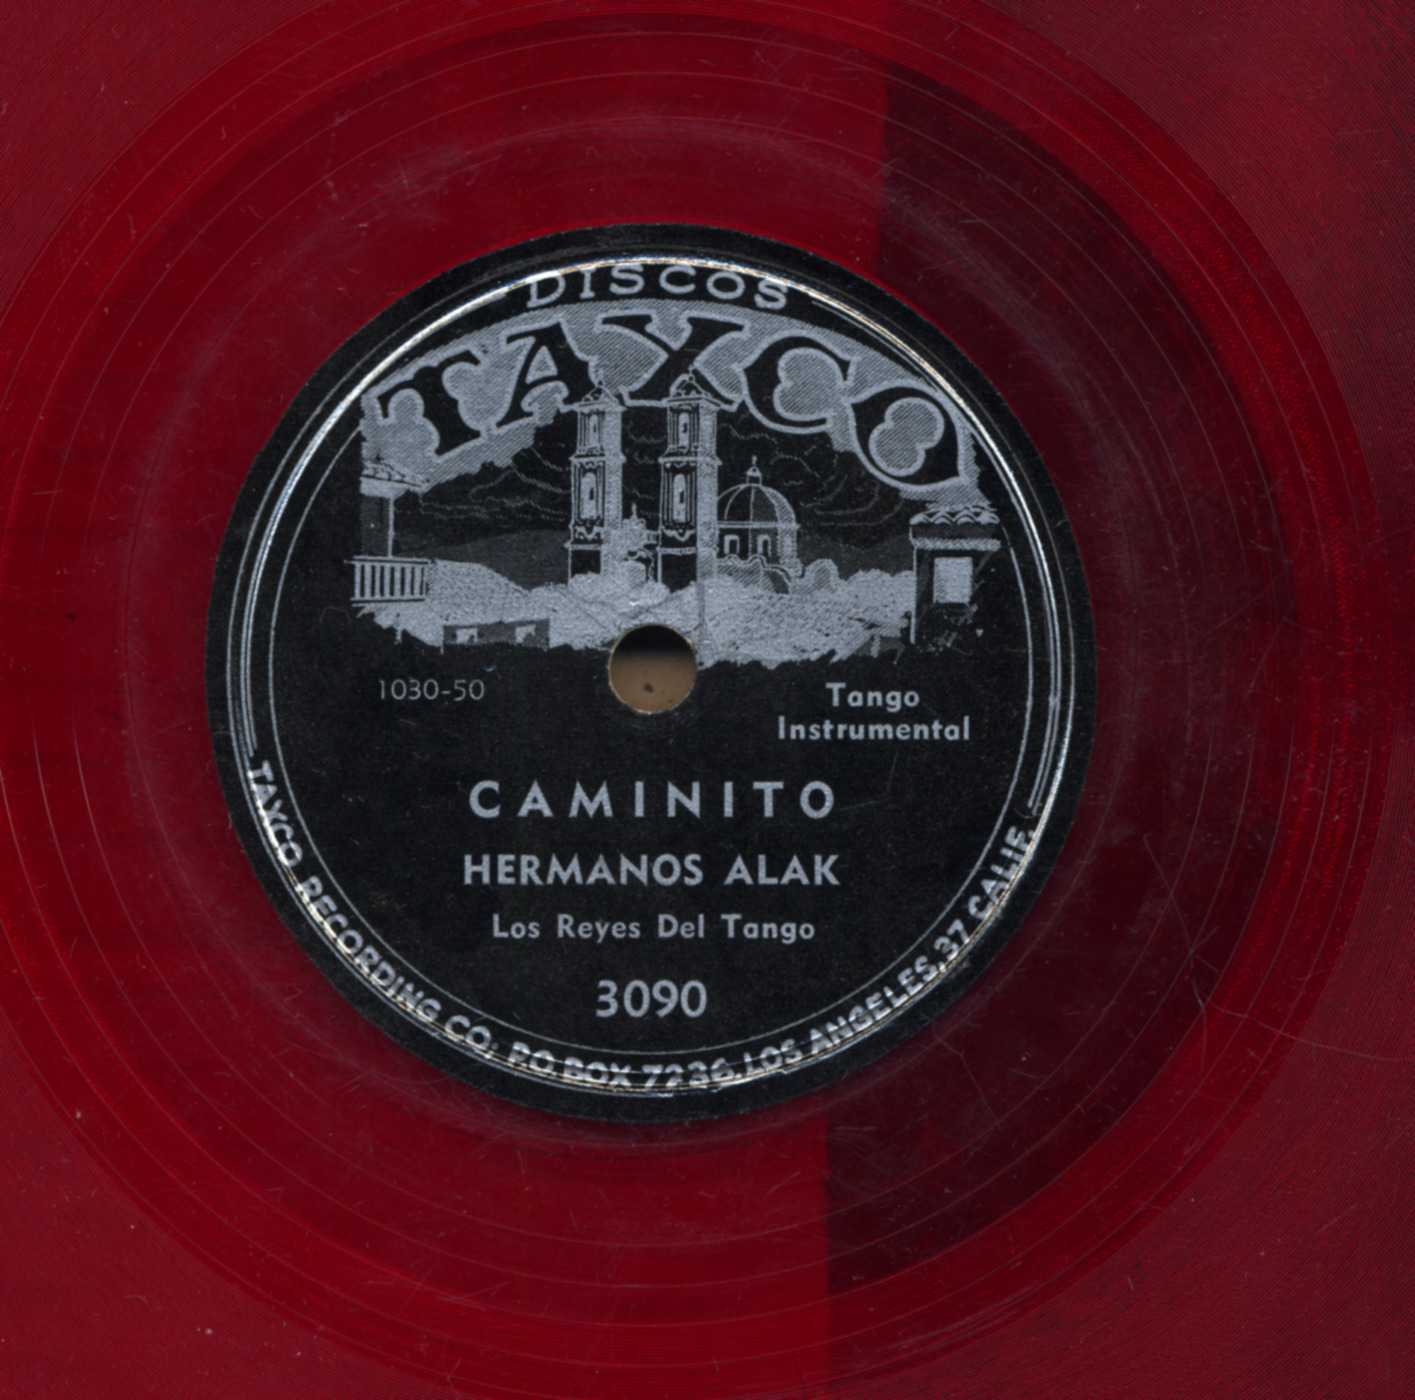 DISCOS
TAXCO
1030-50
Tango
Instrumental
CAMINITO
HERMANOS ALAK
Los Reyes Del Tango
3090
TAXCO RECORDING CO; P.O BOX 7236, LOS ANGELES, 37 CALIF.